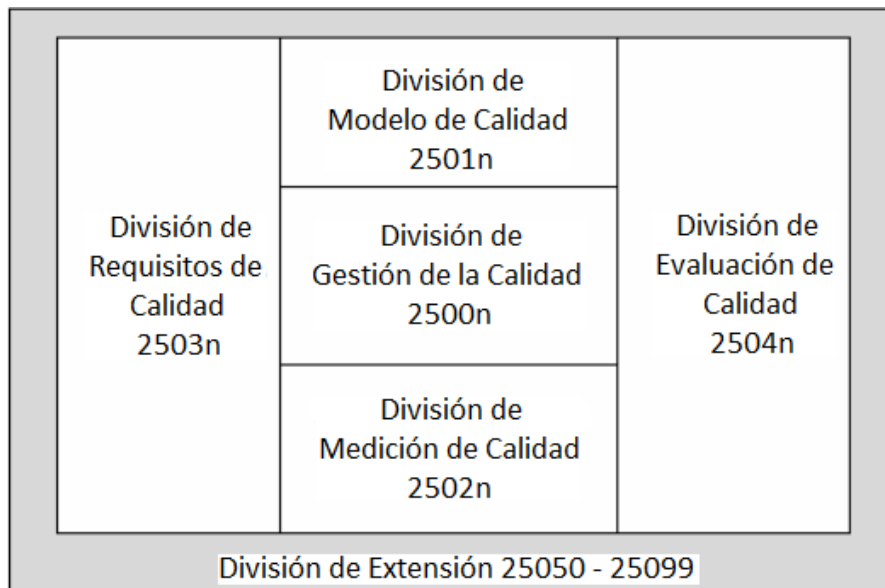 División de
Requisitos de
Calidad
2503n
División de
Modelo de Calidad
2501n
División de
Gestión de la Calidad
2500n
División de
Medición de Calidad
2502n
División de
Evaluación de
Calidad
2504n
División de Extensión 25050 - 25099